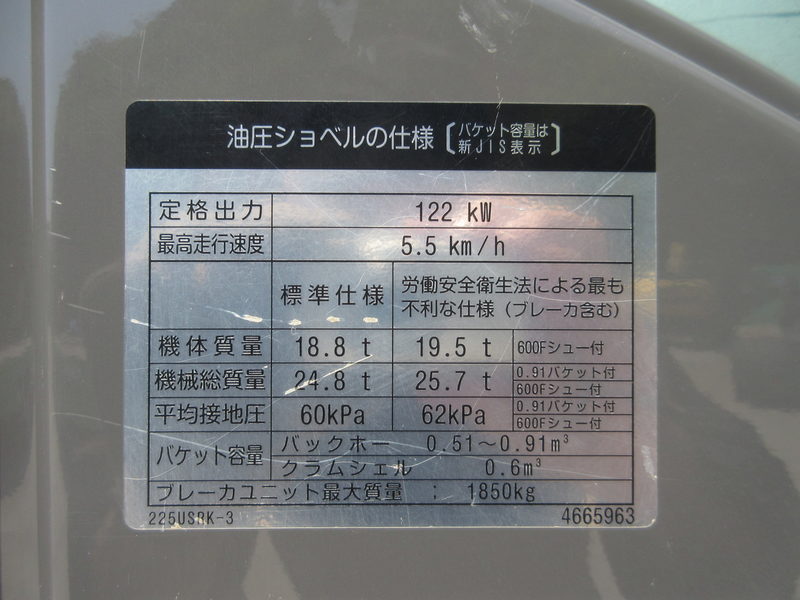 油圧ショベルの仕様〔バケット容量は
新JIS表示〕
定格出力 122 kW
最高走行速度 5.5 km/h
標準仕様 労働安全衛生法による最も
不利な仕様（ブレーカ含む）
機体質量 18.8 t 19.5 t 600Fシュー付
機械総質量 24.8 t 25.7 t 0.91バケット付
600Fシュー付
平均接地圧 60kPa 62kPa 0.91バケット付
600Fシュー付
バケット容量 バックホー 0.51～0.91m³
クラムシェル 0.6m³
ブレーカユニット最大質量 : 1850kg
225USRK-3 4665963